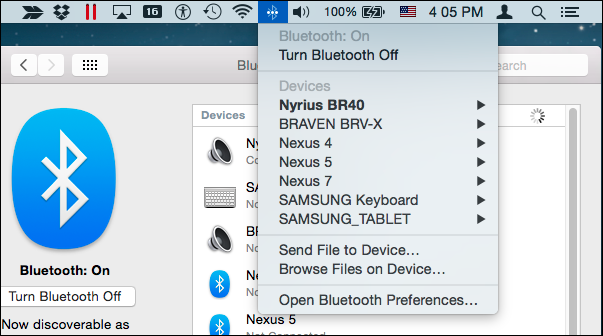 16
100%
4 05 PM
Bluetooth: On
Turn Bluetooth Off
Devices
Nyrius BR40
BRAVEN BRV-X
Nexus 4
Nexus 5
Nexus 7
SAMSUNG Keyboard
SAMSUNG_TABLET
Send File to Device...
Browse Files on Device...
Open Bluetooth Preferences...
Blu
search
Bluetooth: On
Turn Bluetooth Off
Now discoverable as
Devices
Ny
Co
SA
No
BR
No
Ne
No
Nexus 5
Not Connected